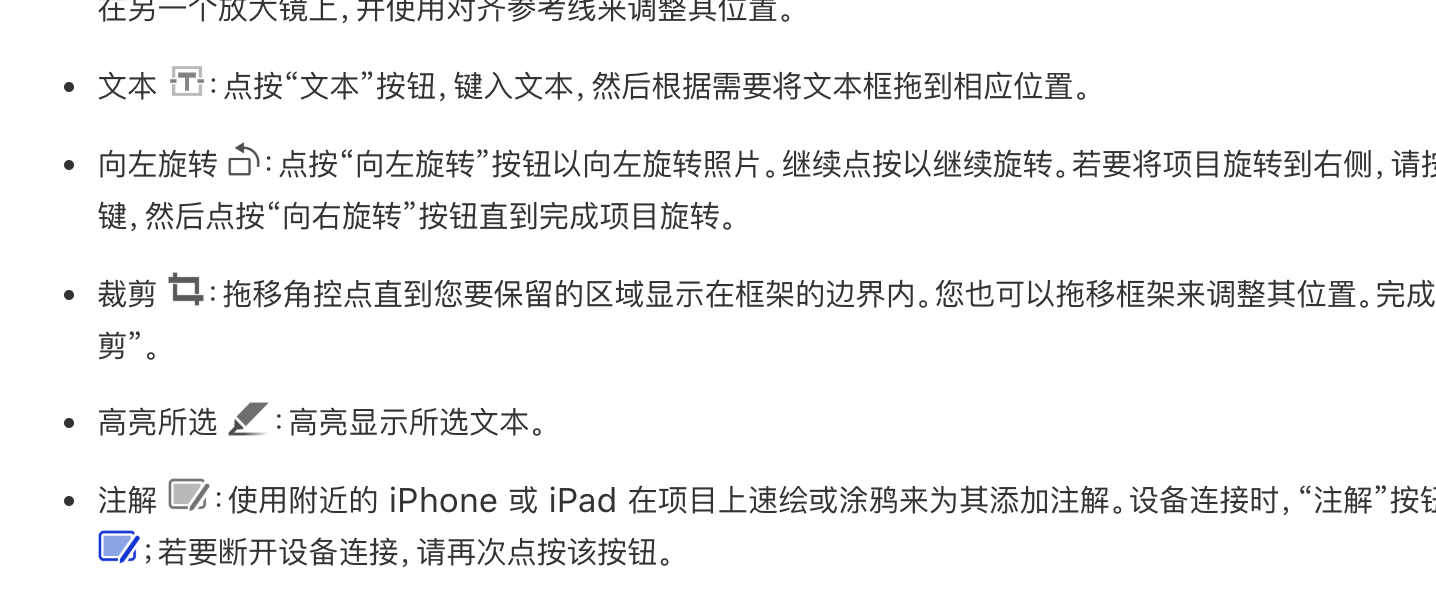 在另一个放大镜上，并使用对齐参考线来调整其位置。
• 文本 ：点按“文本”按钮，键入文本，然后根据需要将文本框拖到相应位置。
• 向左旋转 ：点按“向左旋转”按钮以向左旋转照片。继续点按以继续旋转。若要将项目旋转到右侧，请按
键，然后点按“向右旋转”按钮直到完成项目旋转。
• 裁剪 ：拖移角控点直到您要保留的区域显示在框架的边界内。您也可以拖移框架来调整其位置。完成
剪”。
• 高亮所选 ：高亮显示所选文本。
• 注解 ：使用附近的 iPhone 或 iPad 在项目上速绘或涂鸦来为其添加注解。设备连接时，“注解”按钮
；若要断开设备连接，请再次点按该按钮。